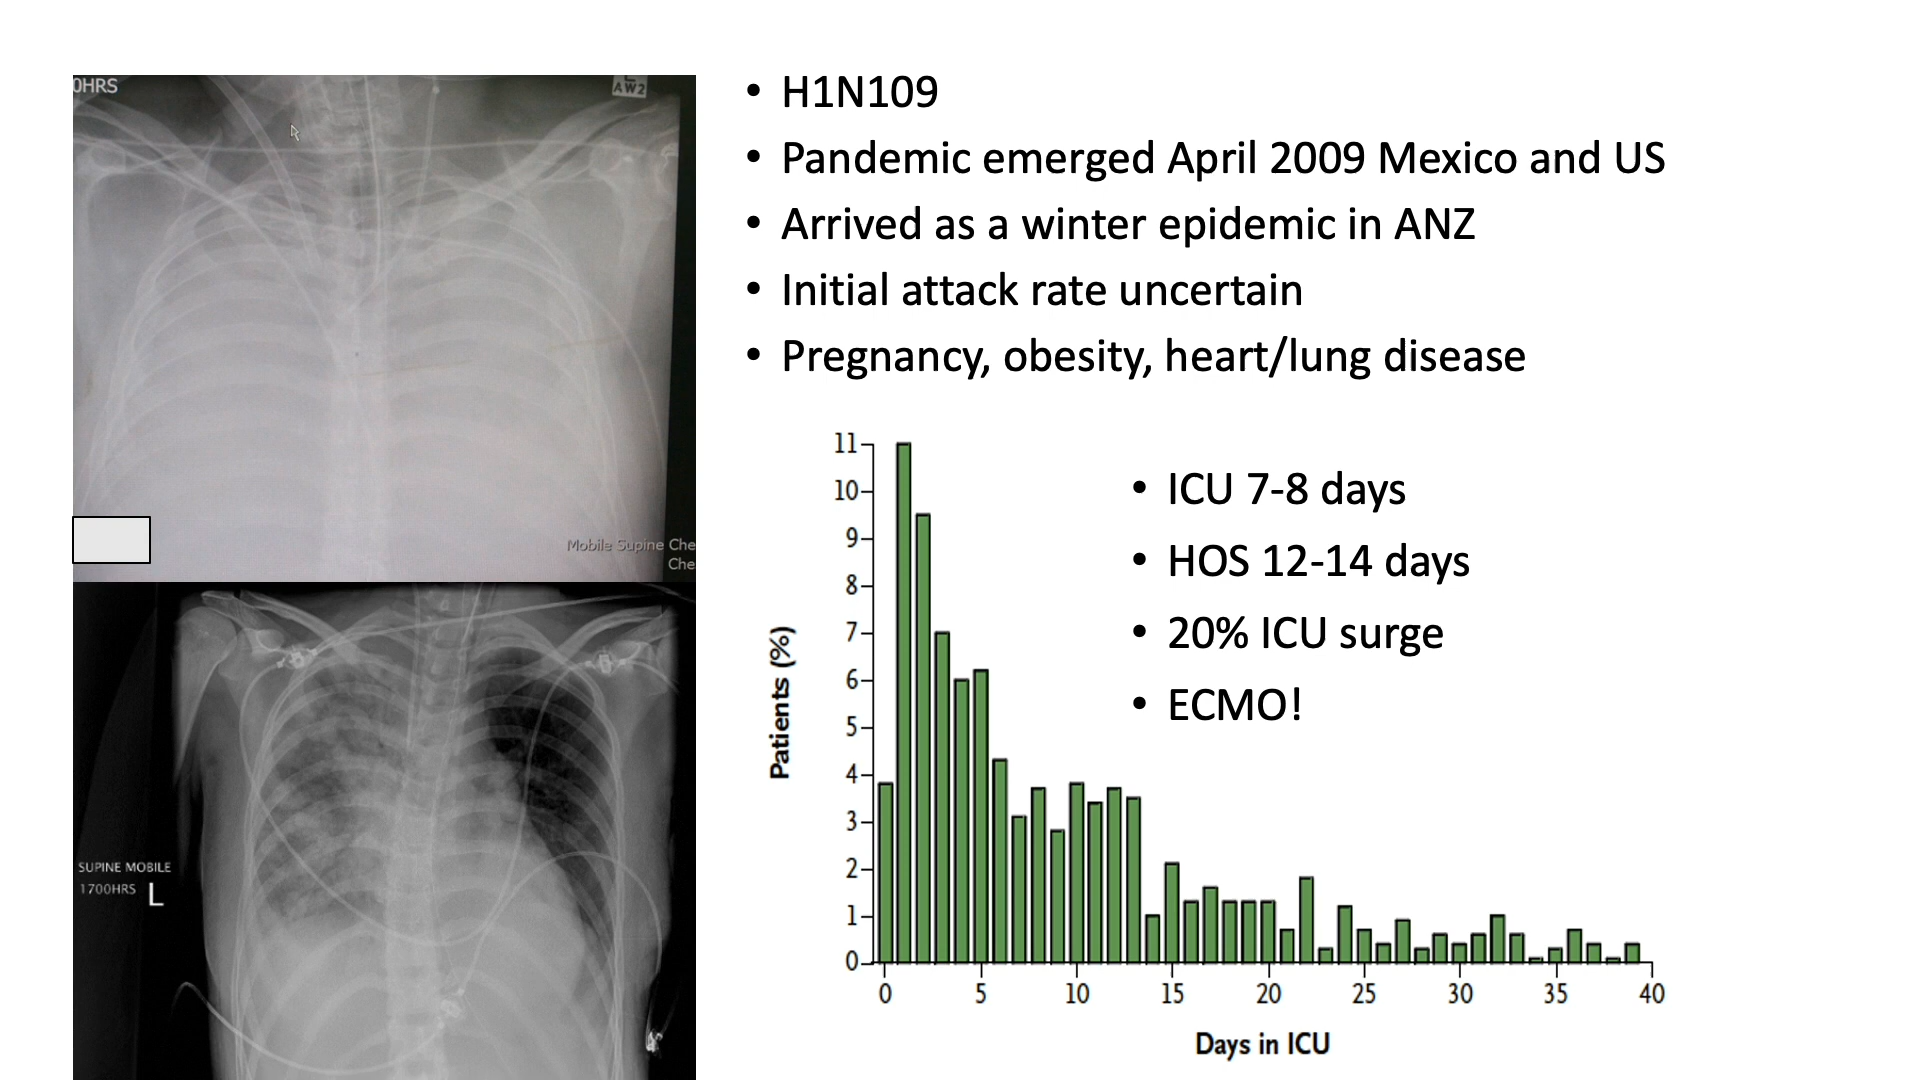 0HRS
L
AW2
Mobile Supine Che
Che
SUPINE MOBILE
1700HRS L
• H1N109
• Pandemic emerged April 2009 Mexico and US
• Arrived as a winter epidemic in ANZ
• Initial attack rate uncertain
• Pregnancy, obesity, heart/lung disease
• ICU 7-8 days
• HOS 12-14 days
• 20% ICU surge
• ECMO!
Patients (%)
11
10
9
8
7
6
5
4
3
2
1
0
0 5 10 15 20 25 30 35 40
Days in ICU